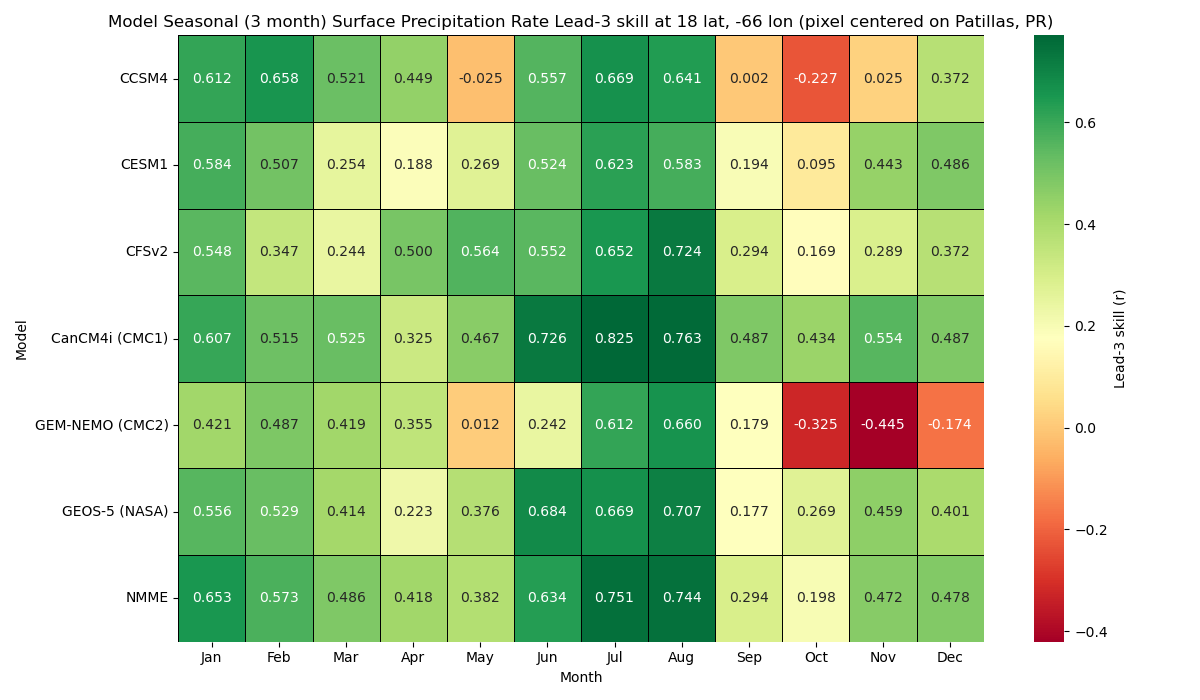 Model Seasonal (3 month) Surface Precipitation Rate Lead-3 skill at 18 lat, -66 lon (pixel centered on Patillas, PR)
CCSM4 0.612 0.658 0.521 0.449 -0.025 0.557 0.669 0.641 0.002 -0.227 0.025 0.372
CESM1 0.584 0.507 0.254 0.188 0.269 0.524 0.623 0.583 0.194 0.095 0.443 0.486
CFSv2 0.548 0.347 0.244 0.500 0.564 0.552 0.652 0.724 0.294 0.169 0.289 0.372
CanCM4i (CMC1) 0.607 0.515 0.525 0.325 0.467 0.726 0.825 0.763 0.487 0.434 0.554 0.487
GEM-NEMO (CMC2) 0.421 0.487 0.419 0.355 0.012 0.242 0.612 0.660 0.179 -0.325 -0.445 -0.174
GEOS-5 (NASA) 0.556 0.529 0.414 0.223 0.376 0.684 0.669 0.707 0.177 0.269 0.459 0.401
NMME 0.653 0.573 0.486 0.418 0.382 0.634 0.751 0.744 0.294 0.198 0.472 0.478
Jan Feb Mar Apr May Jun Jul Aug Sep Oct Nov Dec
Month
Model
0.6
0.4
0.2
0.0
−0.2
−0.4
Lead-3 skill (r)